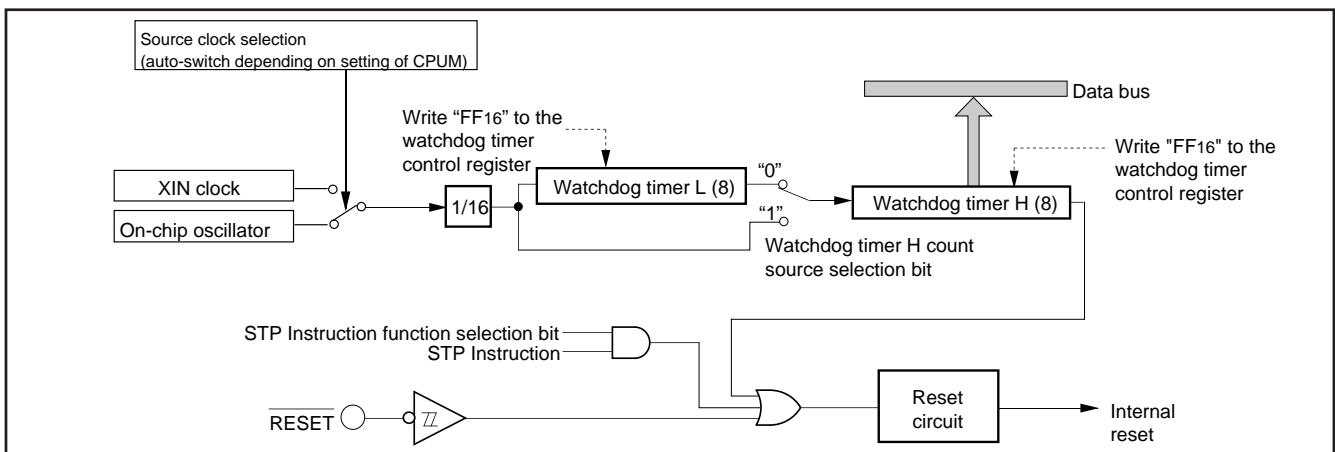 Source clock selection
(auto-switch depending on setting of CPUM)
Data bus
Write “FF16” to the
watchdog timer
control register
Write "FF16" to the
watchdog timer
control register
“0”
XIN clock
Watchdog timer L (8)
1/16
Watchdog timer H (8)
“1”
On-chip oscillator
Watchdog timer H count
source selection bit
STP Instruction function selection bit
STP Instruction
RESET
Reset
circuit
Internal
reset